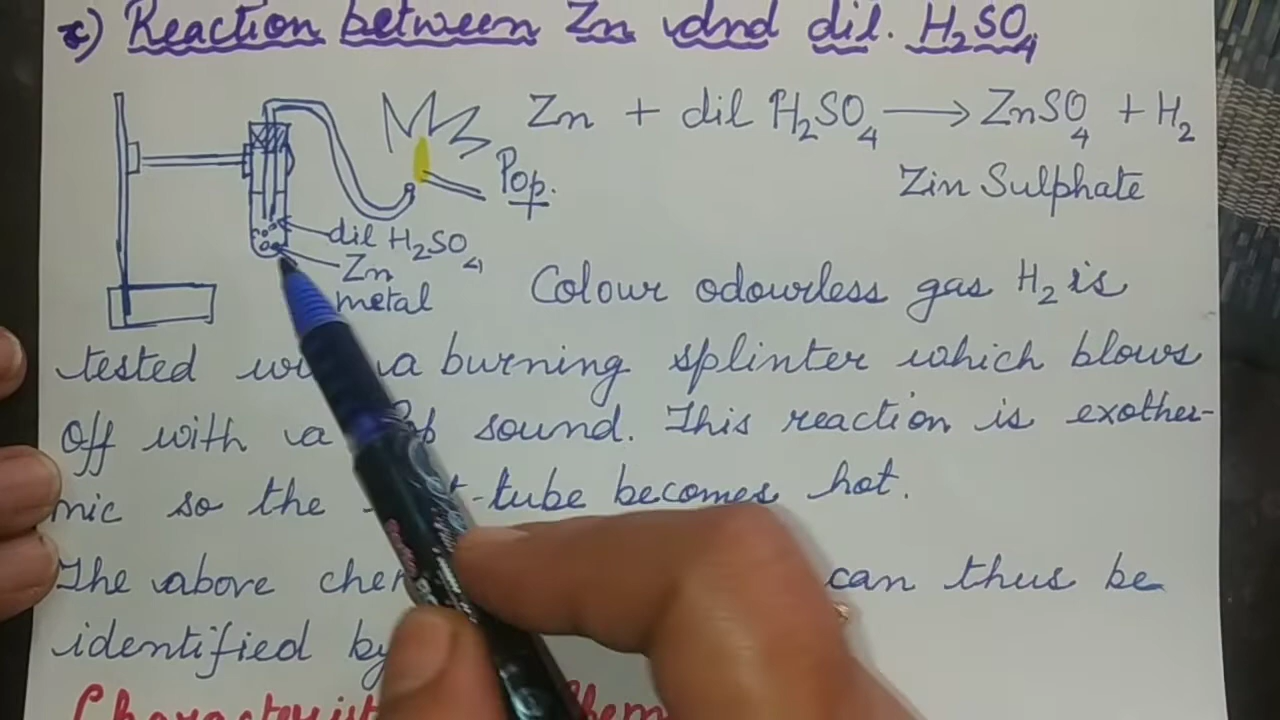 c) Reaction between Zn and dil. H₂SO₄
Zn + dil H₂SO₄ ⟶ ZnSO₄ + H₂
Zin Sulphate
Pop.
dil H₂SO₄
Zn
metal
Colour odourless gas H₂ is
tested a burning splinter which blows
off with a sound. This reaction is exother-
mic so the -tube becomes hot.
The above can thus be
identified